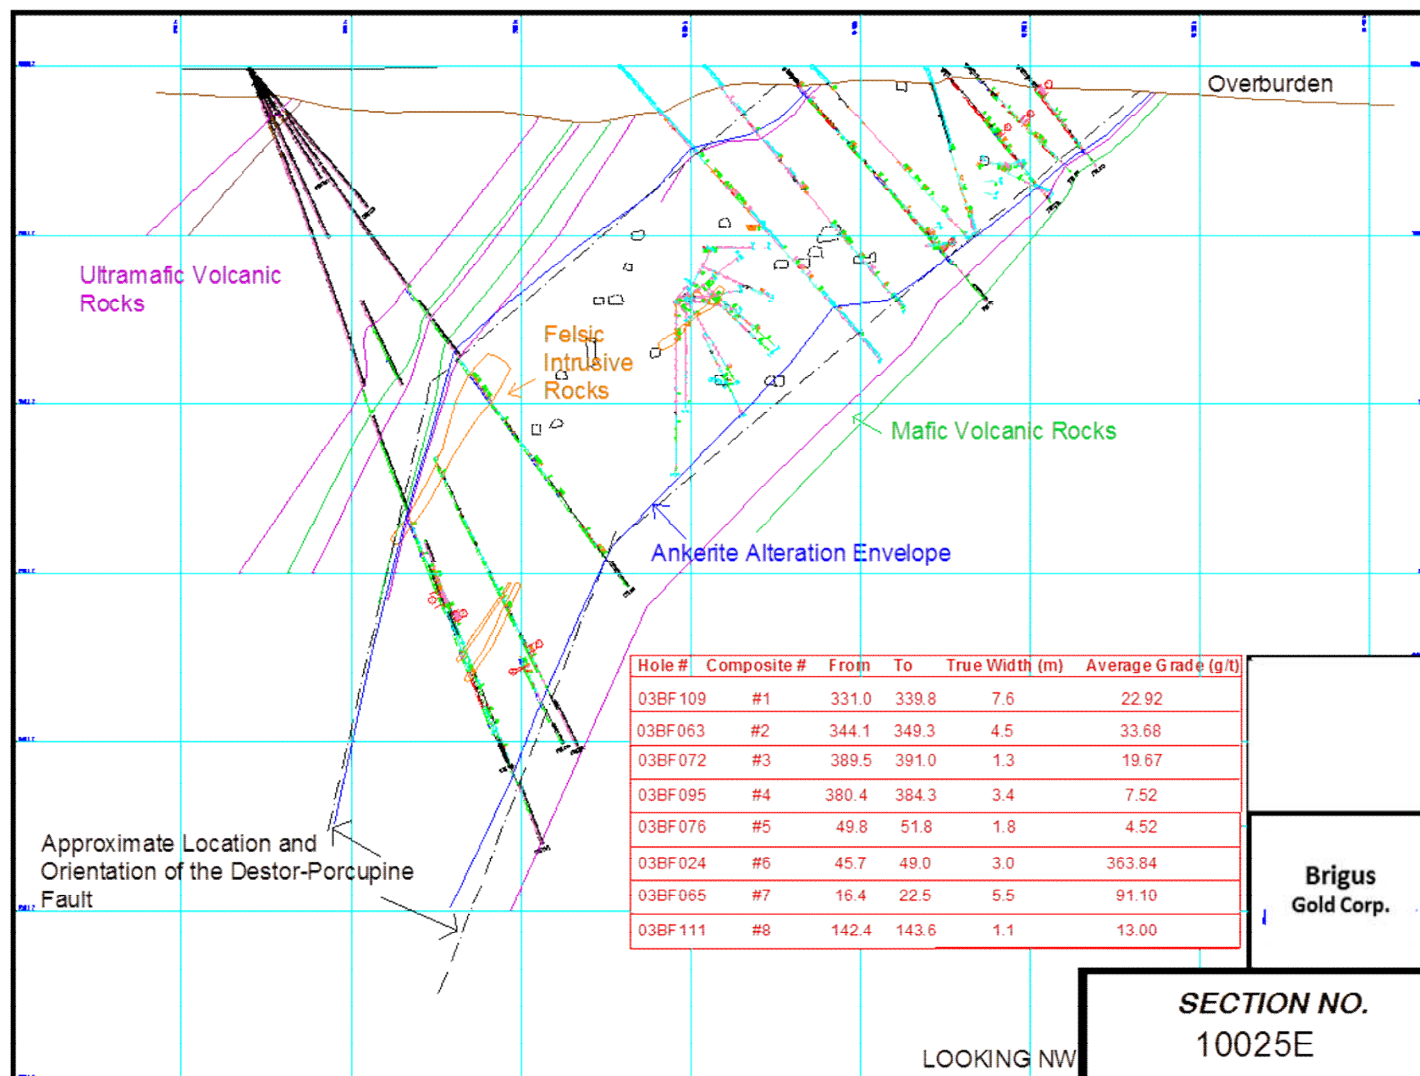 Overburden
Ultramafic Volcanic
Rocks
Felsic
Intrusive
Rocks
Mafic Volcanic Rocks
Ankerite Alteration Envelope
Hole # Composite # From To True Width (m) Average Grade (g/t)
03BF109 #1 331.0 339.8 7.6 22.92
03BF063 #2 344.1 349.3 4.5 33.68
03BF072 #3 389.5 391.0 1.3 19.67
03BF095 #4 380.4 384.3 3.4 7.52
03BF076 #5 49.8 51.8 1.8 4.52
03BF024 #6 45.7 49.0 3.0 363.84
03BF065 #7 16.4 22.5 5.5 91.10
03BF111 #8 142.4 143.6 1.1 13.00
Approximate Location and
Orientation of the Destor-Porcupine
Fault
Brigus
Gold Corp.
SECTION NO.
10025E
LOOKING NW